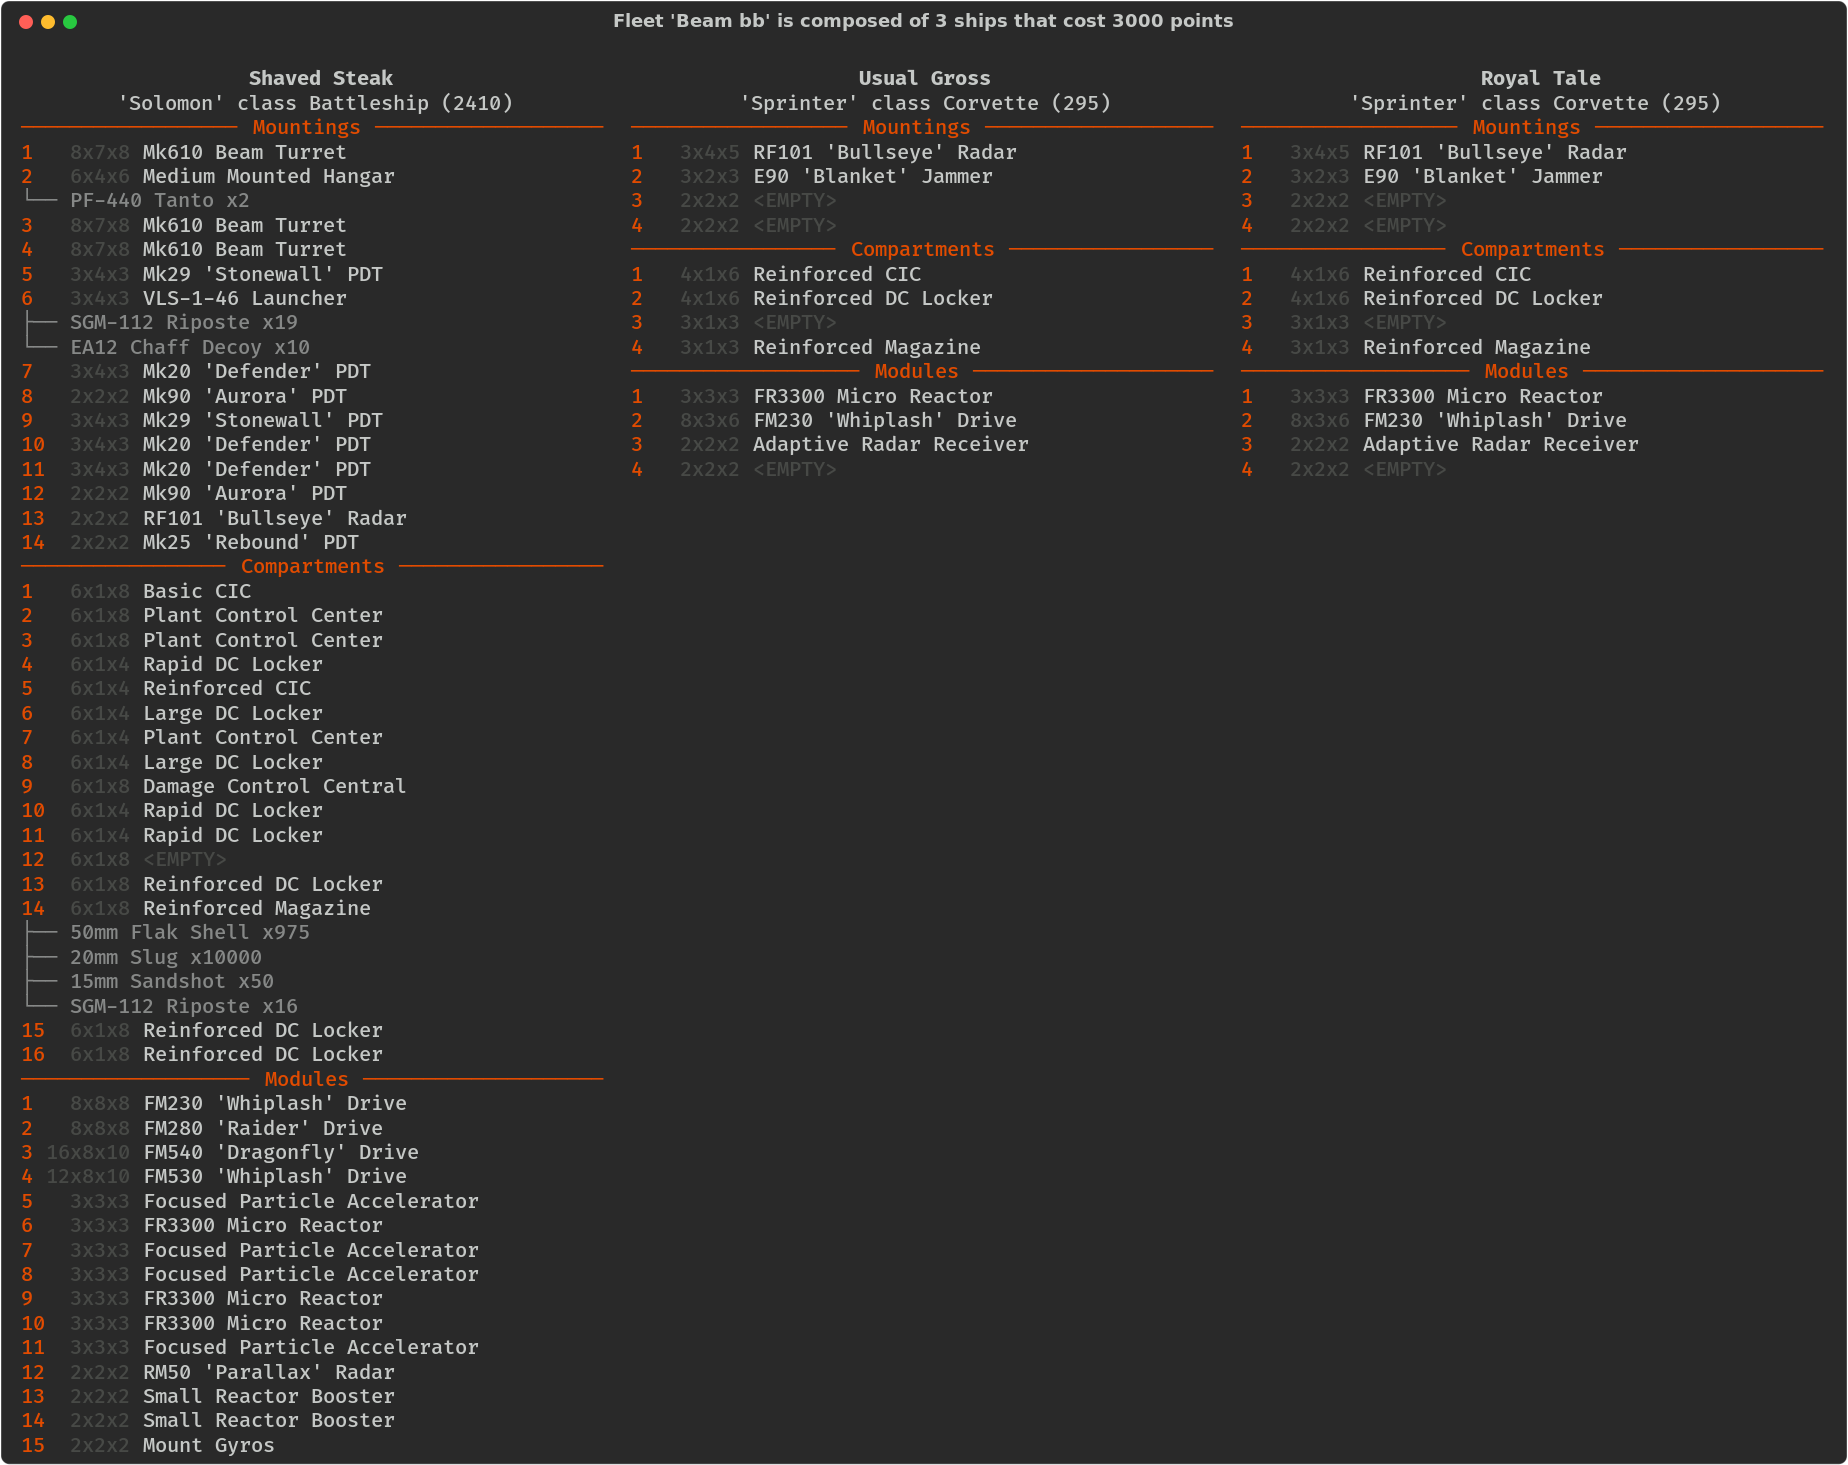 Fleet 'Beam bb' is composed of 3 ships that cost 3000 points
Shaved Steak
'Solomon' class Battleship (2410)
Mountings
1 8x7x8 Mk610 Beam Turret
2 6x4x6 Medium Mounted Hangar
PF-440 Tanto x2
3 8x7x8 Mk610 Beam Turret
4 8x7x8 Mk610 Beam Turret
5 3x4x3 Mk29 'Stonewall' PDT
6 3x4x3 VLS-1-46 Launcher
SGM-112 Riposte x19
EA12 Chaff Decoy x10
7 3x4x3 Mk20 'Defender' PDT
8 2x2x2 Mk90 'Aurora' PDT
9 3x4x3 Mk29 'Stonewall' PDT
10 3x4x3 Mk20 'Defender' PDT
11 3x4x3 Mk20 'Defender' PDT
12 2x2x2 Mk90 'Aurora' PDT
13 2x2x2 RF101 'Bullseye' Radar
14 2x2x2 Mk25 'Rebound' PDT
Compartments
1 6x1x8 Basic CIC
2 6x1x8 Plant Control Center
3 6x1x8 Plant Control Center
4 6x1x4 Rapid DC Locker
5 6x1x4 Reinforced CIC
6 6x1x4 Large DC Locker
7 6x1x4 Plant Control Center
8 6x1x4 Large DC Locker
9 6x1x8 Damage Control Central
10 6x1x4 Rapid DC Locker
11 6x1x4 Rapid DC Locker
12 6x1x8 <EMPTY>
13 6x1x8 Reinforced DC Locker
14 6x1x8 Reinforced Magazine
50mm Flak Shell x975
20mm Slug x10000
15mm Sandshot x50
SGM-112 Riposte x16
15 6x1x8 Reinforced DC Locker
16 6x1x8 Reinforced DC Locker
Modules
1 8x8x8 FM230 'Whiplash' Drive
2 8x8x8 FM280 'Raider' Drive
3 16x8x10 FM540 'Dragonfly' Drive
4 12x8x10 FM530 'Whiplash' Drive
5 3x3x3 Focused Particle Accelerator
6 3x3x3 FR3300 Micro Reactor
7 3x3x3 Focused Particle Accelerator
8 3x3x3 Focused Particle Accelerator
9 3x3x3 FR3300 Micro Reactor
10 3x3x3 FR3300 Micro Reactor
11 3x3x3 Focused Particle Accelerator
12 2x2x2 RM50 'Parallax' Radar
13 2x2x2 Small Reactor Booster
14 2x2x2 Small Reactor Booster
15 2x2x2 Mount Gyros
Usual Gross
'Sprinter' class Corvette (295)
Mountings
1 3x4x5 RF101 'Bullseye' Radar
2 3x2x3 E90 'Blanket' Jammer
3 2x2x2 <EMPTY>
4 2x2x2 <EMPTY>
Compartments
1 4x1x6 Reinforced CIC
2 4x1x6 Reinforced DC Locker
3 3x1x3 <EMPTY>
4 3x1x3 Reinforced Magazine
Modules
1 3x3x3 FR3300 Micro Reactor
2 8x3x6 FM230 'Whiplash' Drive
3 2x2x2 Adaptive Radar Receiver
4 2x2x2 <EMPTY>
Royal Tale
'Sprinter' class Corvette (295)
Mountings
1 3x4x5 RF101 'Bullseye' Radar
2 3x2x3 E90 'Blanket' Jammer
3 2x2x2 <EMPTY>
4 2x2x2 <EMPTY>
Compartments
1 4x1x6 Reinforced CIC
2 4x1x6 Reinforced DC Locker
3 3x1x3 <EMPTY>
4 3x1x3 Reinforced Magazine
Modules
1 3x3x3 FR3300 Micro Reactor
2 8x3x6 FM230 'Whiplash' Drive
3 2x2x2 Adaptive Radar Receiver
4 2x2x2 <EMPTY>